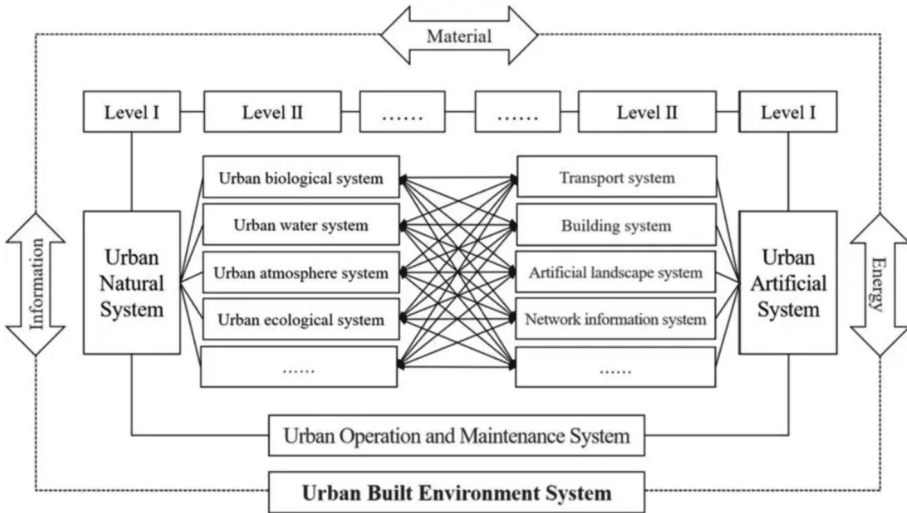 Material
Level I
Level II
……
……
Level II
Level I
Urban biological system
Urban water system
Urban atmosphere system
Urban ecological system
……
Transport system
Building system
Artificial landscape system
Network information system
……
Urban
Natural
System
Urban
Artificial
System
Information
Energy
Urban Operation and Maintenance System
Urban Built Environment System